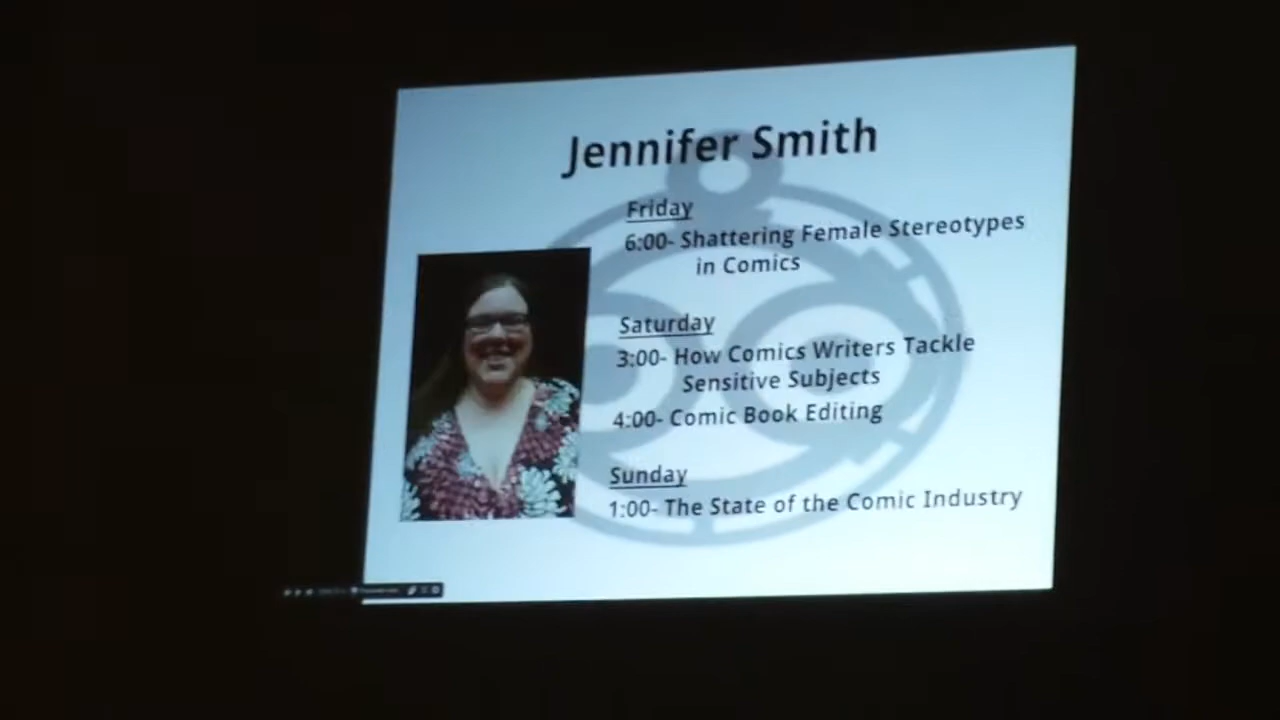 Jennifer Smith
Friday
6:00- Shattering Female Stereotypes
in Comics
Saturday
3:00- How Comics Writers Tackle
Sensitive Subjects
4:00- Comic Book Editing
Sunday
1:00- The State of the Comic Industry